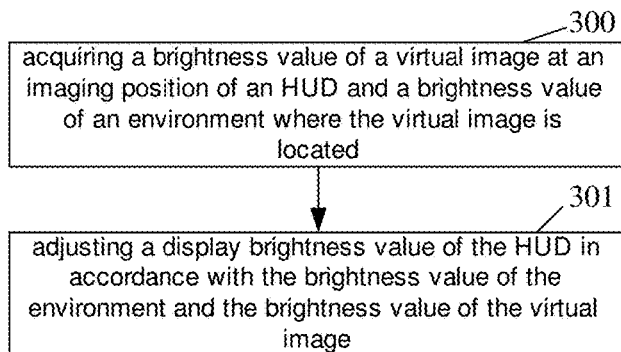 300
acquiring a brightness value of a virtual image at an
imaging position of an HUD and a brightness value
of an environment where the virtual image is
located
301
adjusting a display brightness value of the HUD in
accordance with the brightness value of the
environment and the brightness value of the virtual
image